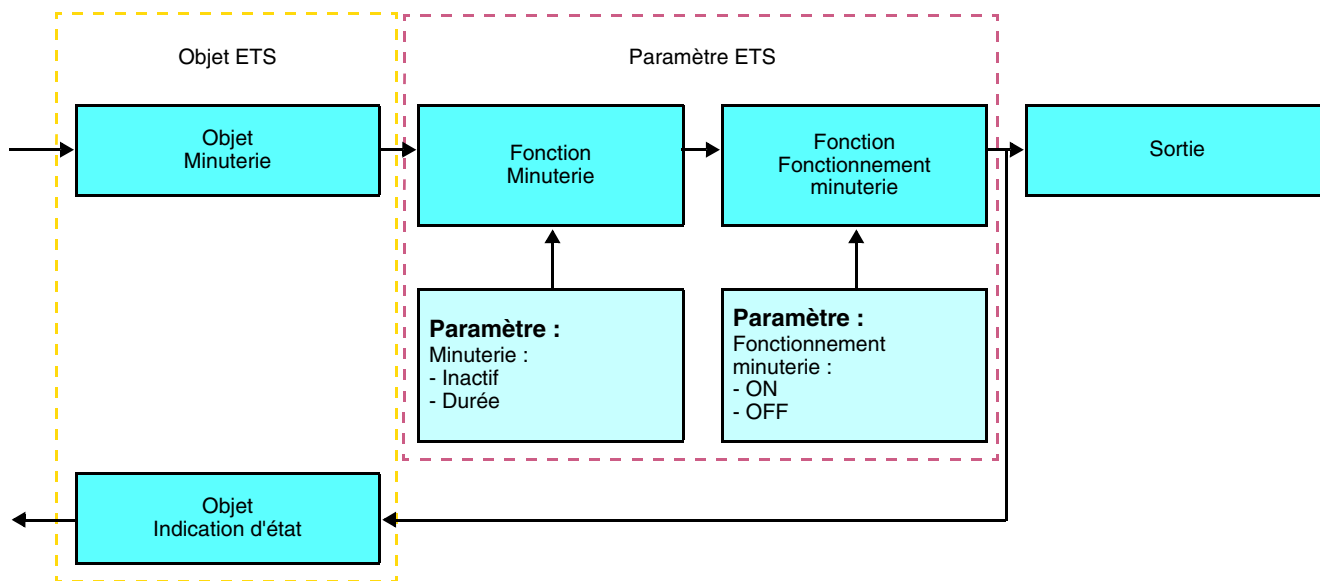 Objet ETS
Paramètre ETS
Objet
Minuterie
Fonction
Minuterie
Fonction
Fonctionnement
minuterie
Sortie
Paramètre :
Minuterie :
- Inactif
- Durée
Paramètre :
Fonctionnement
minuterie :
- ON
- OFF
Objet
Indication d'état